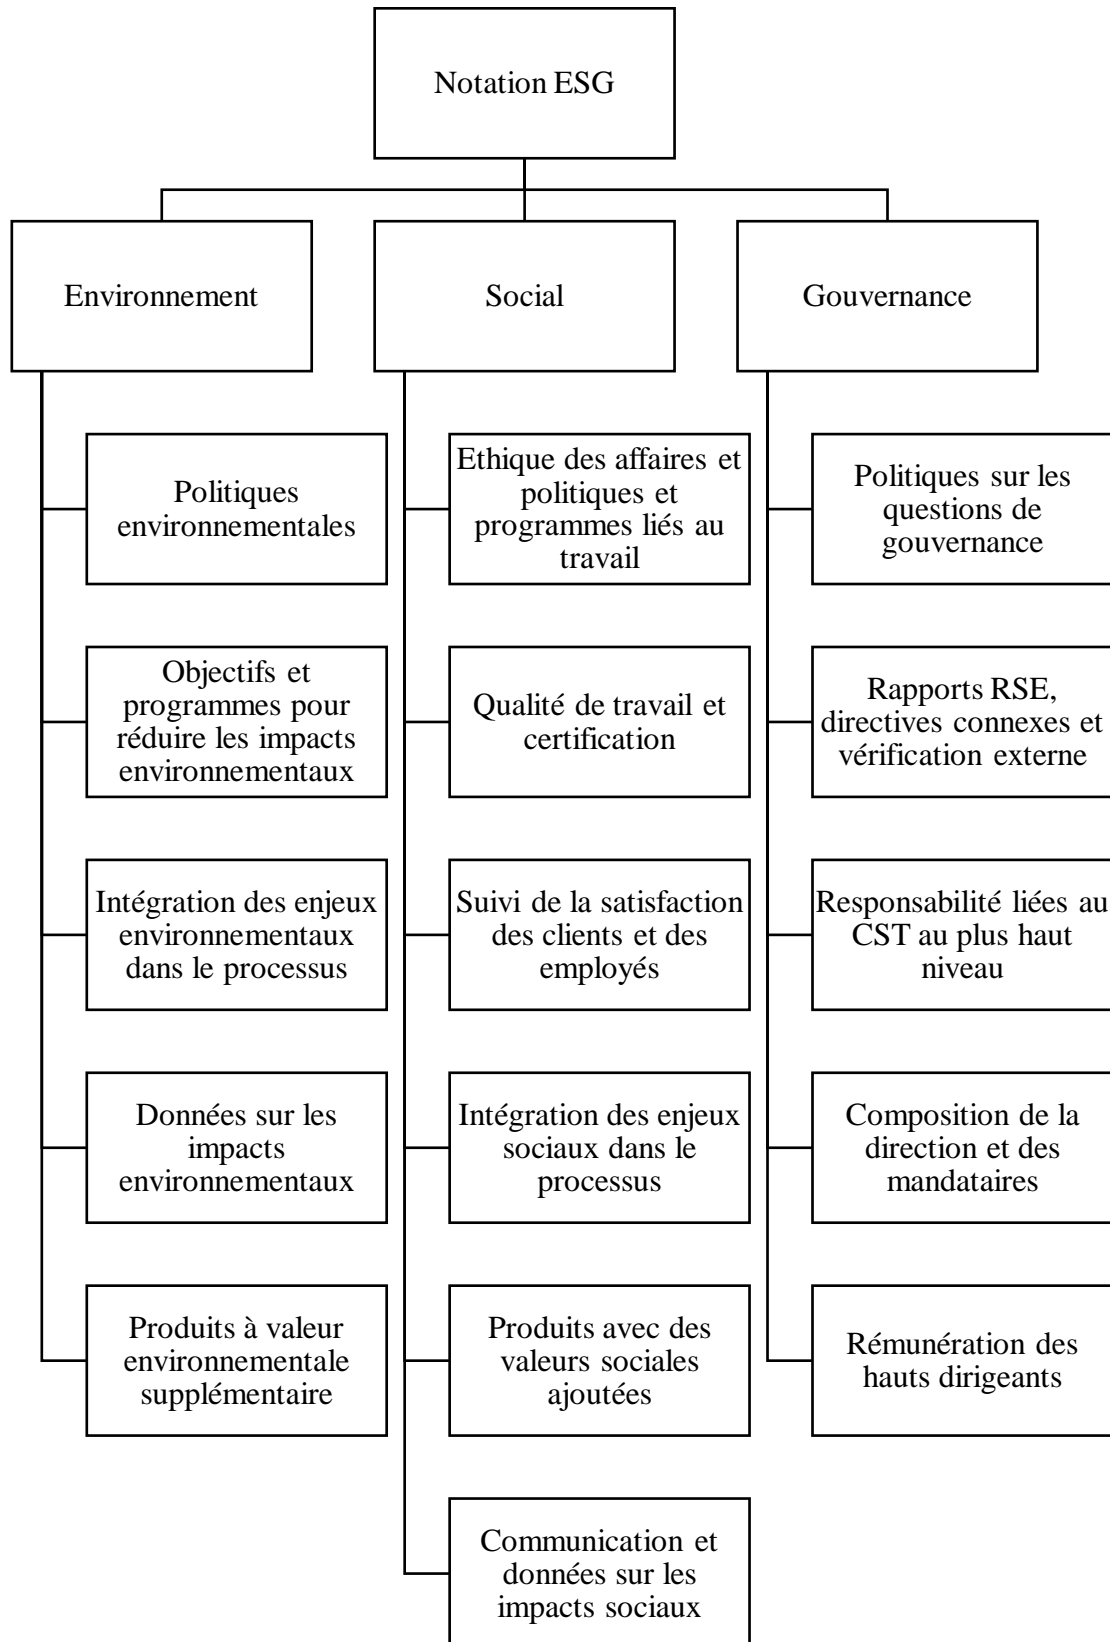 Notation ESG
Environnement
Social
Gouvernance
Politiques
environnementales
Ethique des affaires et
politiques et
programmes liés au
travail
Politiques sur les
questions de
gouvernance
Objectifs et
programmes pour
réduire les impacts
environnementaux
Qualité de travail et
certification
Rapports RSE,
directives connexes et
vérification externe
Intégration des enjeux
environnementaux
dans le processus
Suivi de la satisfaction
des clients et des
employés
Responsabilité liées au
CST au plus haut
niveau
Données sur les
impacts
environnementaux
Intégration des enjeux
sociaux dans le
processus
Composition de la
direction et des
mandataires
Produits à valeur
environnementale
supplémentaire
Produits avec des
valeurs sociales
ajoutées
Rémunération des
hauts dirigeants
Communication et
données sur les
impacts sociaux